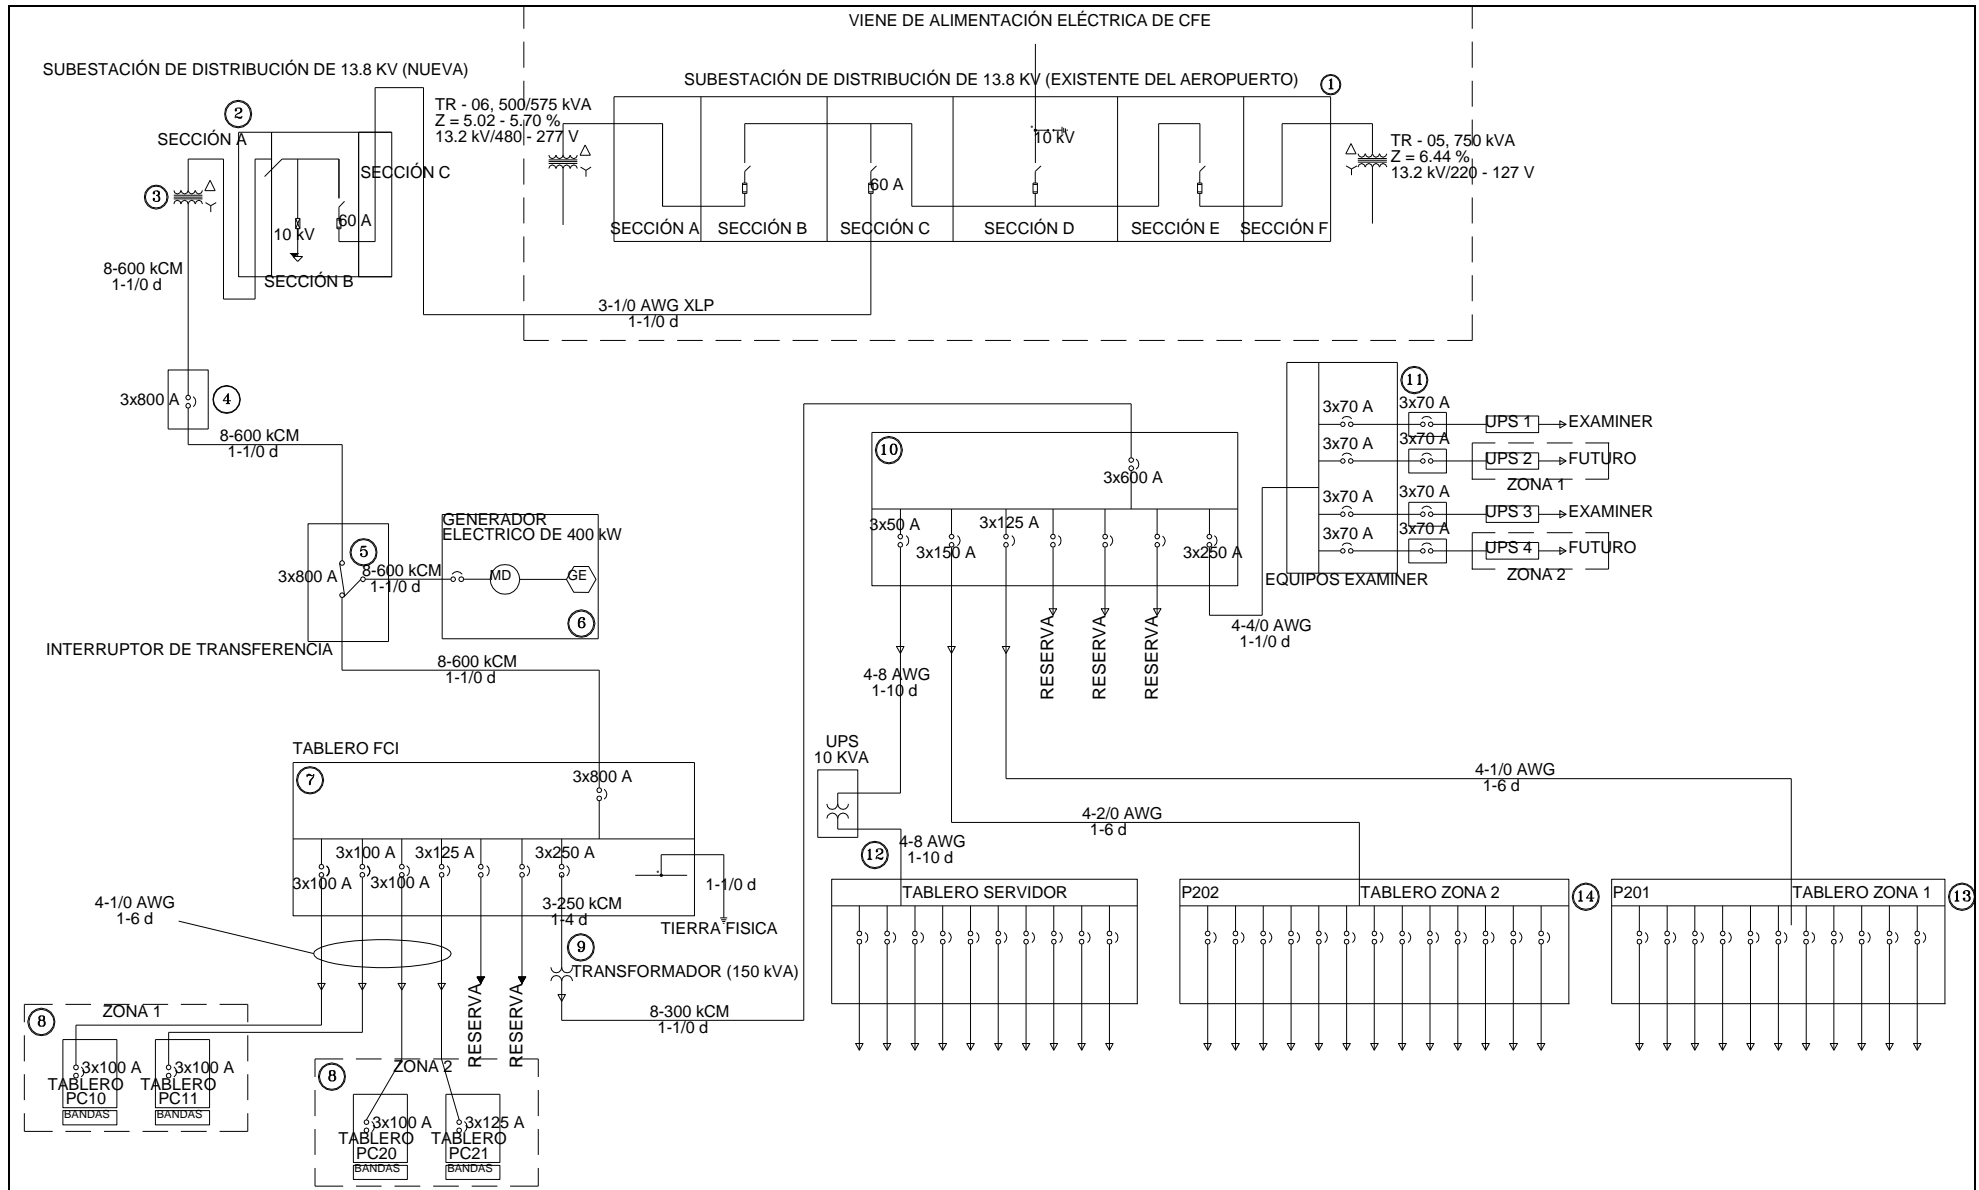 VIENE DE ALIMENTACIÓN ELÉCTRICA DE CFE
SUBESTACIÓN DE DISTRIBUCIÓN DE 13.8 KV (NUEVA)
SUBESTACIÓN DE DISTRIBUCIÓN DE 13.8 KV (EXISTENTE DEL AEROPUERTO)
1
2
SECCIÓN A
SECCIÓN C
3
60 A
10 kV
SECCIÓN B
TR - 06, 500/575 kVA
Z = 5.02 - 5.70 %
13.2 kV/480 - 277 V
10 kV
60 A
SECCIÓN A
SECCIÓN B
SECCIÓN C
SECCIÓN D
SECCIÓN E
SECCIÓN F
TR - 05, 750 kVA
Z = 6.44 %
13.2 kV/220 - 127 V
8-600 kCM
1-1/0 d
3-1/0 AWG XLP
1-1/0 d
3x800 A
4
8-600 kCM
1-1/0 d
5
3x800 A
8-600 kCM
1-1/0 d
GENERADOR
ELECTRICO DE 400 kW
MD
GE
6
INTERRUPTOR DE TRANSFERENCIA
8-600 kCM
1-1/0 d
10
3x600 A
3x50 A
3x150 A
3x125 A
3x250 A
RESERVA
RESERVA
RESERVA
4-4/0 AWG
1-1/0 d
11
3x70 A
3x70 A
UPS 1
EXAMINER
3x70 A
3x70 A
UPS 2
FUTURO
ZONA 1
3x70 A
3x70 A
UPS 3
EXAMINER
3x70 A
3x70 A
UPS 4
FUTURO
ZONA 2
EQUIPOS EXAMINER
4-8 AWG
1-10 d
UPS
10 KVA
4-8 AWG
1-10 d
12
4-2/0 AWG
1-6 d
4-1/0 AWG
1-6 d
TABLERO SERVIDOR
P202
TABLERO ZONA 2
14
P201
TABLERO ZONA 1
13
TABLERO FCI
7
3x800 A
3x100 A
3x125 A
3x250 A
3x100 A
3x100 A
1-1/0 d
TIERRA FISICA
3-250 kCM
1-4 d
9
TRANSFORMADOR (150 kVA)
8-300 kCM
1-1/0 d
4-1/0 AWG
1-6 d
RESERVA
RESERVA
8
ZONA 1
3x100 A
TABLERO
PC10
BANDAS
3x100 A
TABLERO
PC11
BANDAS
8
ZONA 2
3x100 A
TABLERO
PC20
BANDAS
3x125 A
TABLERO
PC21
BANDAS